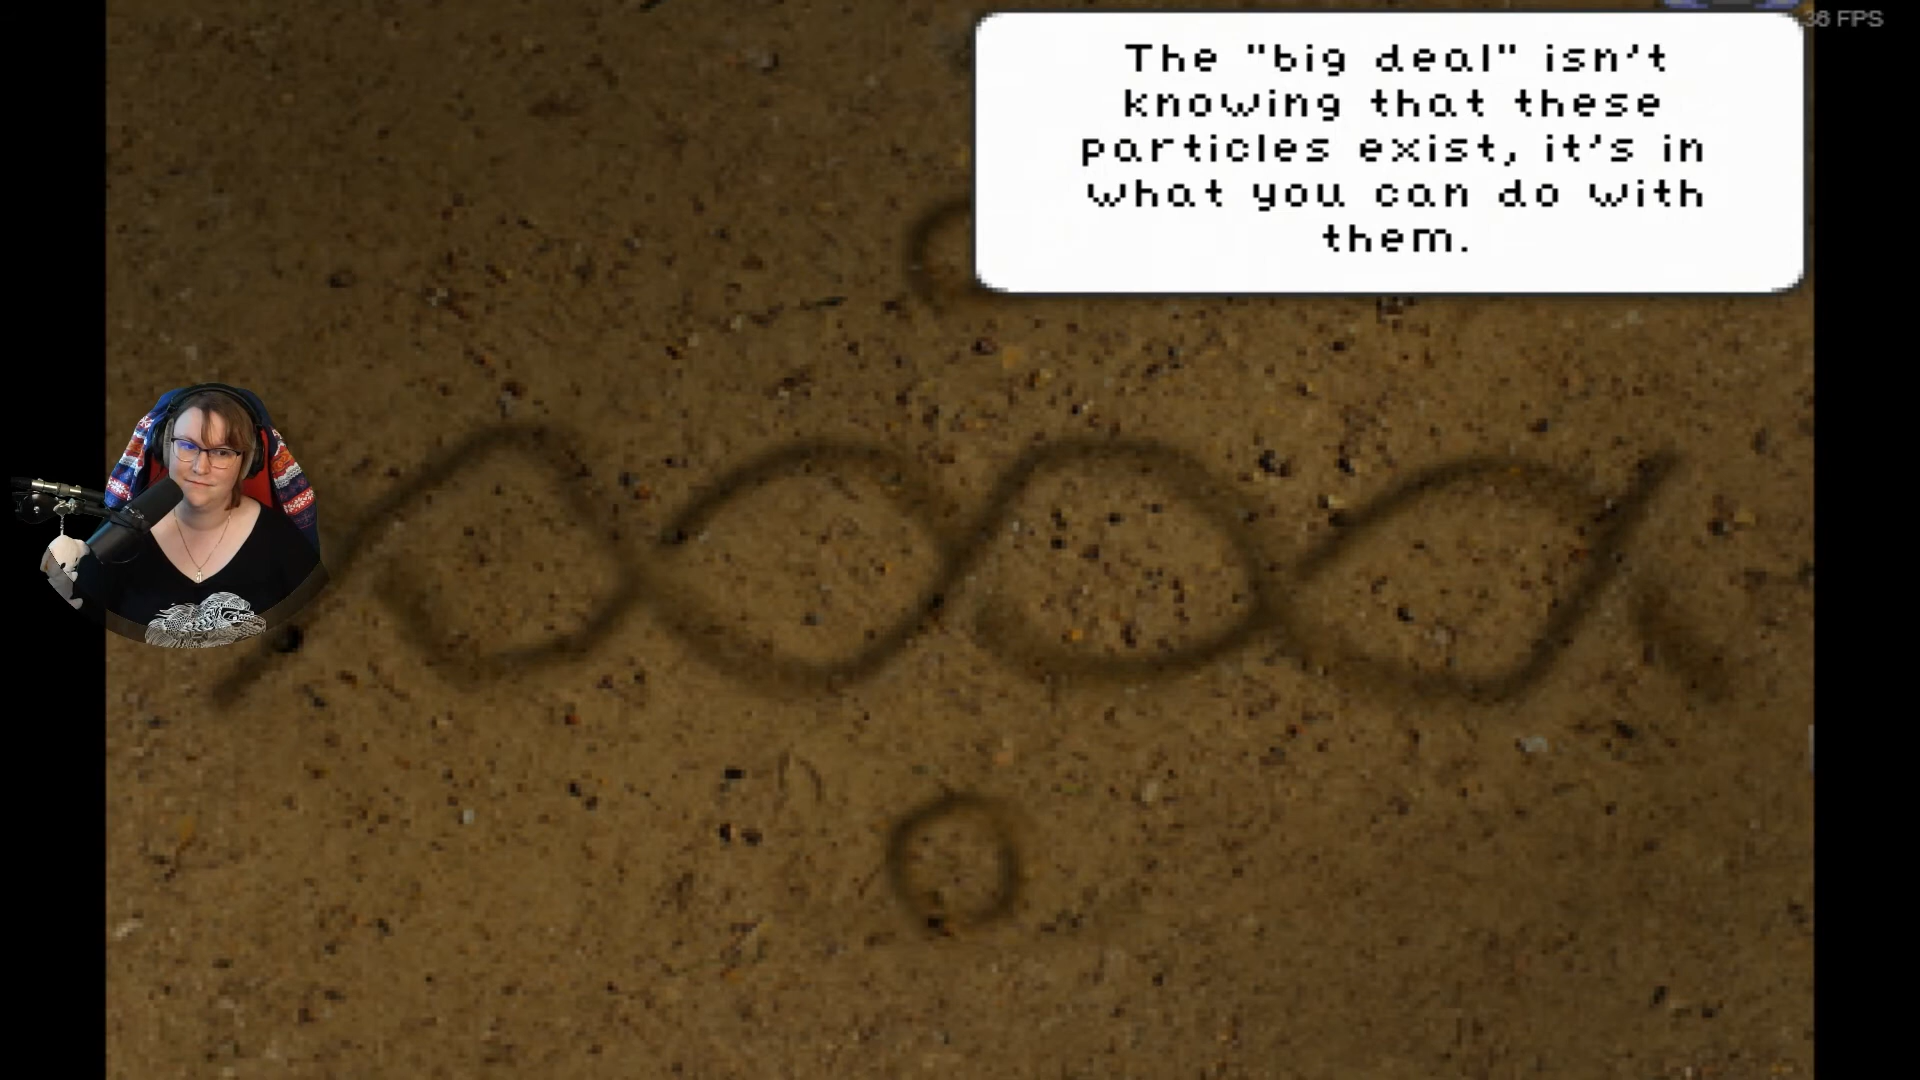 36 FPS
The "big deal" isn't
knowing that these
particles exist, it's in
what you can do with
them.